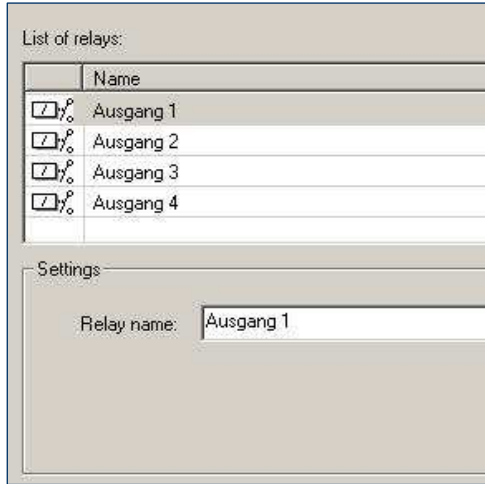 List of relays:
Name
Ausgang 1
Ausgang 2
Ausgang 3
Ausgang 4
Settings
Relay name: Ausgang 1